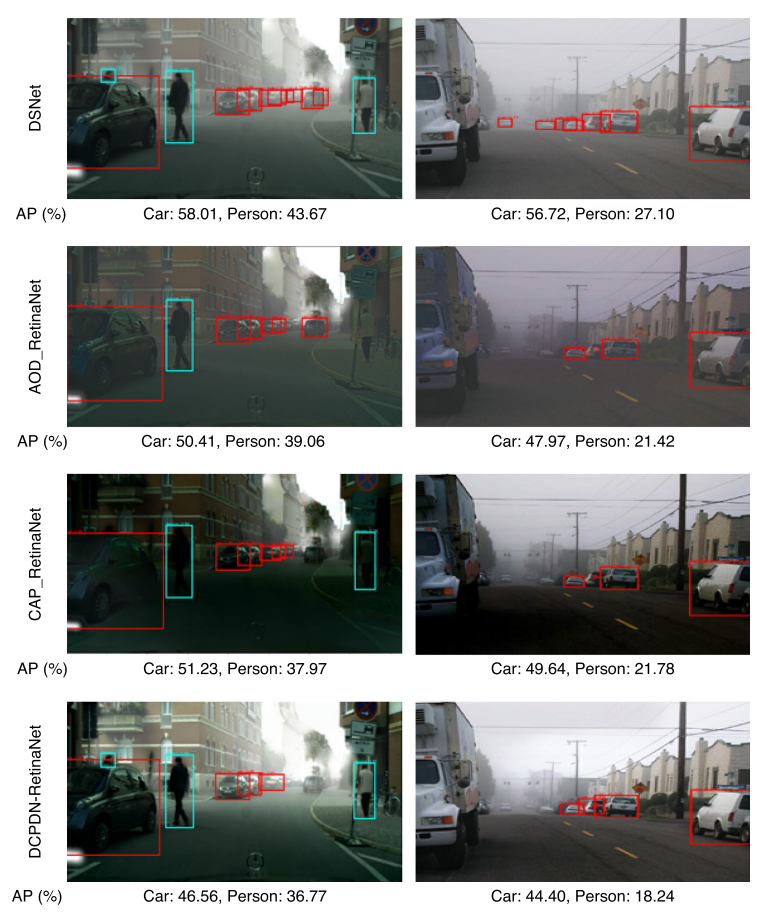 DSNet
AP (%)
Car: 58.01, Person: 43.67
Car: 56.72, Person: 27.10
AOD_RetinaNet
AP (%)
Car: 50.41, Person: 39.06
Car: 47.97, Person: 21.42
CAP_RetinaNet
AP (%)
Car: 51.23, Person: 37.97
Car: 49.64, Person: 21.78
DCPDN-RetinaNet
AP (%)
Car: 46.56, Person: 36.77
Car: 44.40, Person: 18.24